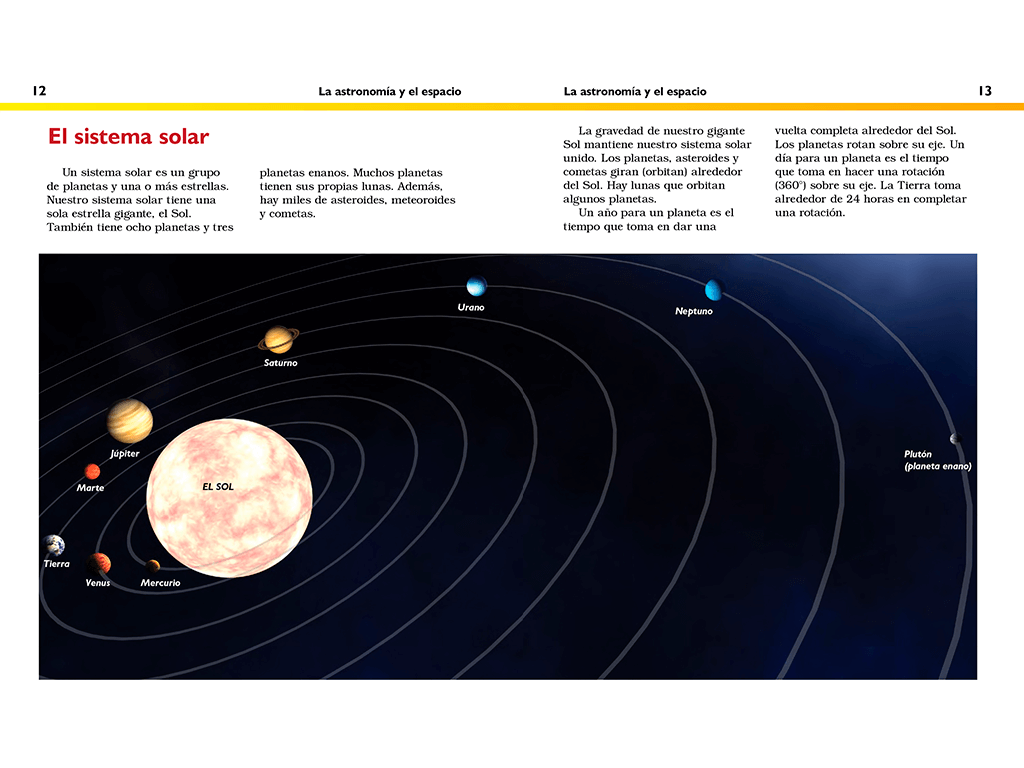 12
La astronomía y el espacio
La astronomía y el espacio
13
El sistema solar
Un sistema solar es un grupo
de planetas y una o más estrellas.
Nuestro sistema solar tiene una
sola estrella gigante, el Sol.
También tiene ocho planetas y tres
planetas enanos. Muchos planetas
tienen sus propias lunas. Además,
hay miles de asteroides, meteoroides
y cometas.
La gravedad de nuestro gigante
Sol mantiene nuestro sistema solar
unido. Los planetas, asteroides y
cometas giran (orbitan) alrededor
del Sol. Hay lunas que orbitan
algunos planetas.
Un año para un planeta es el
tiempo que toma en dar una
vuelta completa alrededor del Sol.
Los planetas rotan sobre su eje. Un
día para un planeta es el tiempo
que toma en hacer una rotación
(360°) sobre su eje. La Tierra toma
alrededor de 24 horas en completar
una rotación.
Urano
Neptuno
Saturno
Júpiter
Plutón
(planeta enano)
Marte
EL SOL
Tierra
Venus
Mercurio